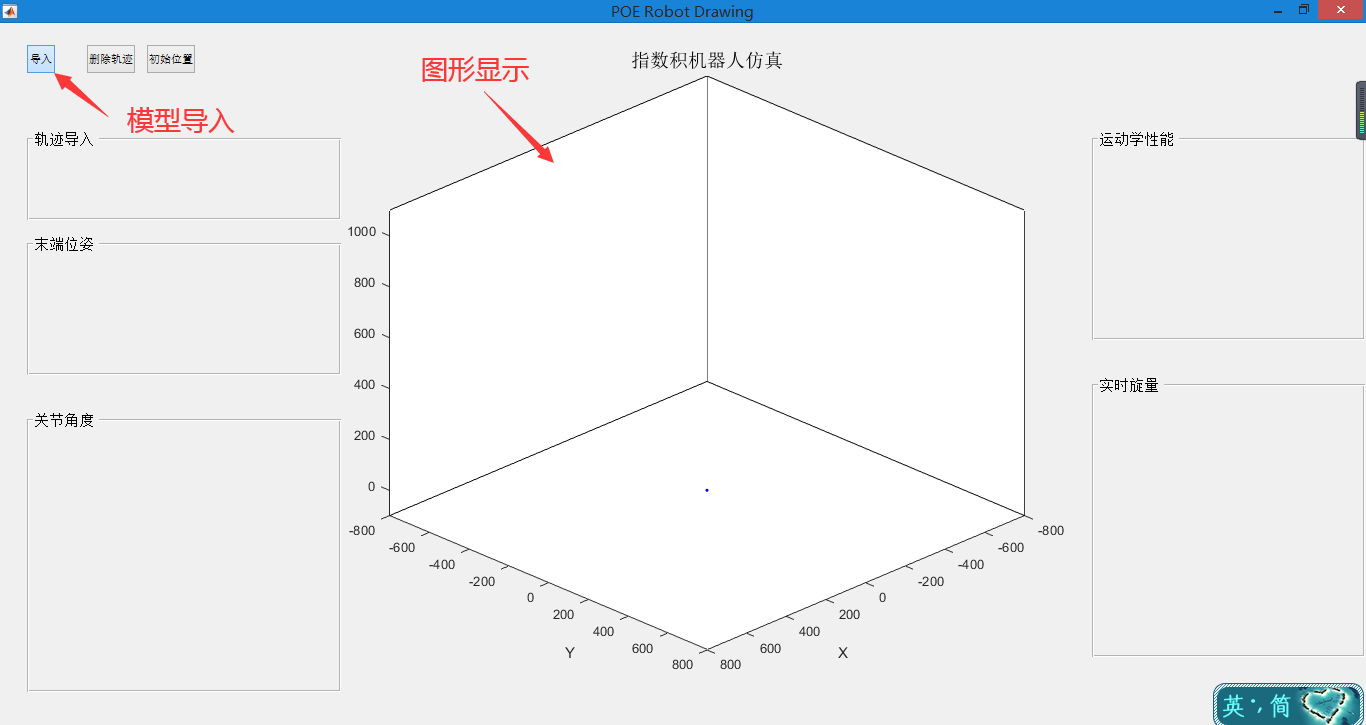 POE Robot Drawing
导入
删除轨迹
初始位置
模型导入
图形显示
指数积机器人仿真
轨迹导入
末端位姿
关节角度
运动学性能
实时旋量
1000
800
600
400
200
0
-800
-600
-400
-200
0
200
400
600
800
Y
-800
-600
-400
-200
0
200
400
600
800
X
英 简